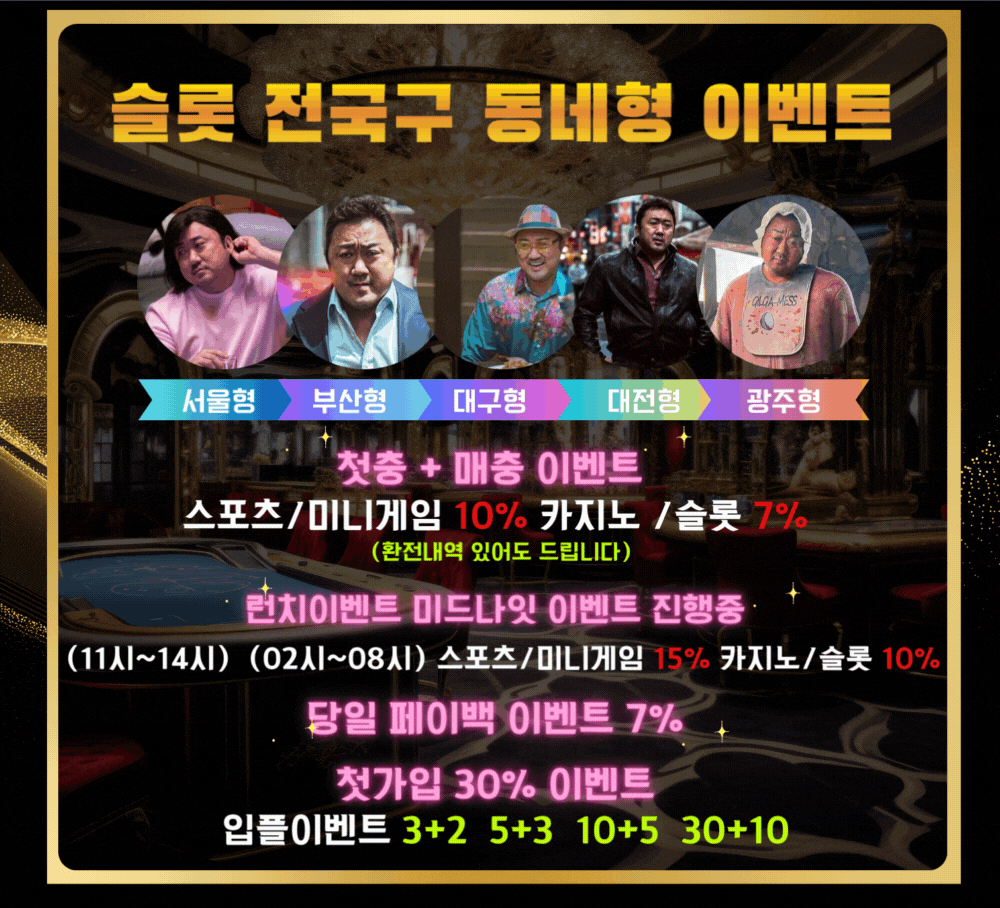 슬롯 전국구 동네형 이벤트
GLGA-MESS
서울형 부산형 대구형 대전형 광주형
첫충 + 매충 이벤트
스포츠/미니게임 10% 카지노 /슬롯 7%
(환전내역 있어도 드립니다)
런치이벤트 미드나잇 이벤트 진행중
(11시~14시) (02시~08시) 스포츠/미니게임 15% 카지노/슬롯 10%
당일 페이백 이벤트 7%
첫가입 30% 이벤트
입플이벤트 3+2 5+3 10+5 30+10